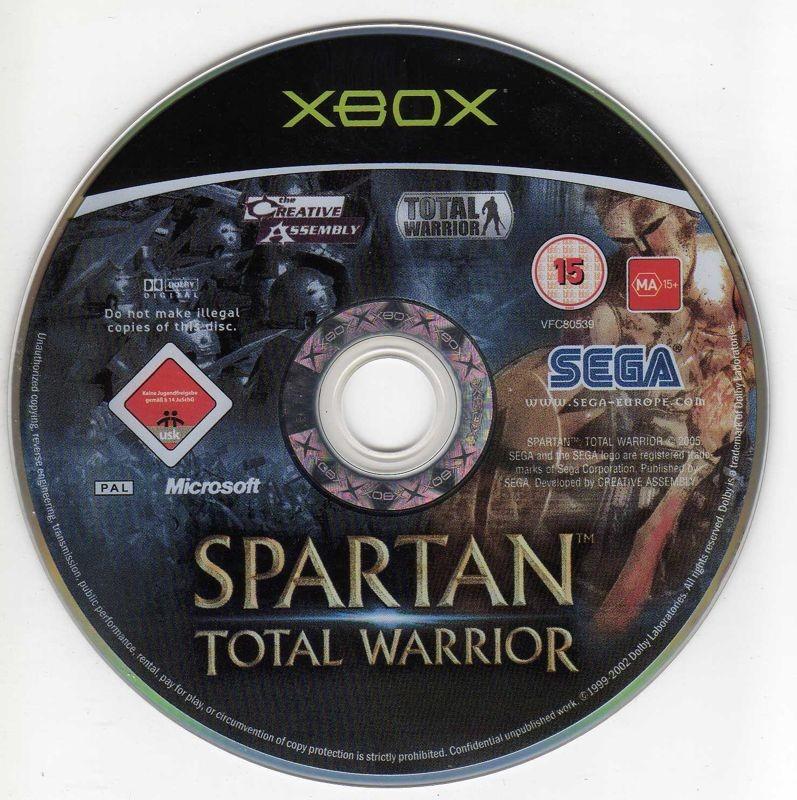 XBOX
the
CREATIVE
ASSEMBLY
TOTAL
WARRIOR
DOLBY
DIGITAL
Do not make illegal
copies of this disc.
15
MA 15+
VFC80539
XBOX XBOX XBOX
SEGA®
www.SEGA-EUROPE.com
Keine Jugendfreigabe
gemäß § 14 JuSchG
usk
SPARTAN™: TOTAL WARRIOR © 2005.
SEGA and the SEGA logo are registered trade-
marks of Sega Corporation. Published by
SEGA. Developed by CREATIVE ASSEMBLY.
PAL
Microsoft
SPARTAN™
TOTAL WARRIOR
Unauthorized copying, reverse engineering, transmission, public performance, rental, pay for play, or circumvention of copy protection is strictly prohibited. Confidential unpublished work. ©1999-2002 Dolby Laboratories. All rights reserved. Dolby is a trademark of Dolby Laboratories.